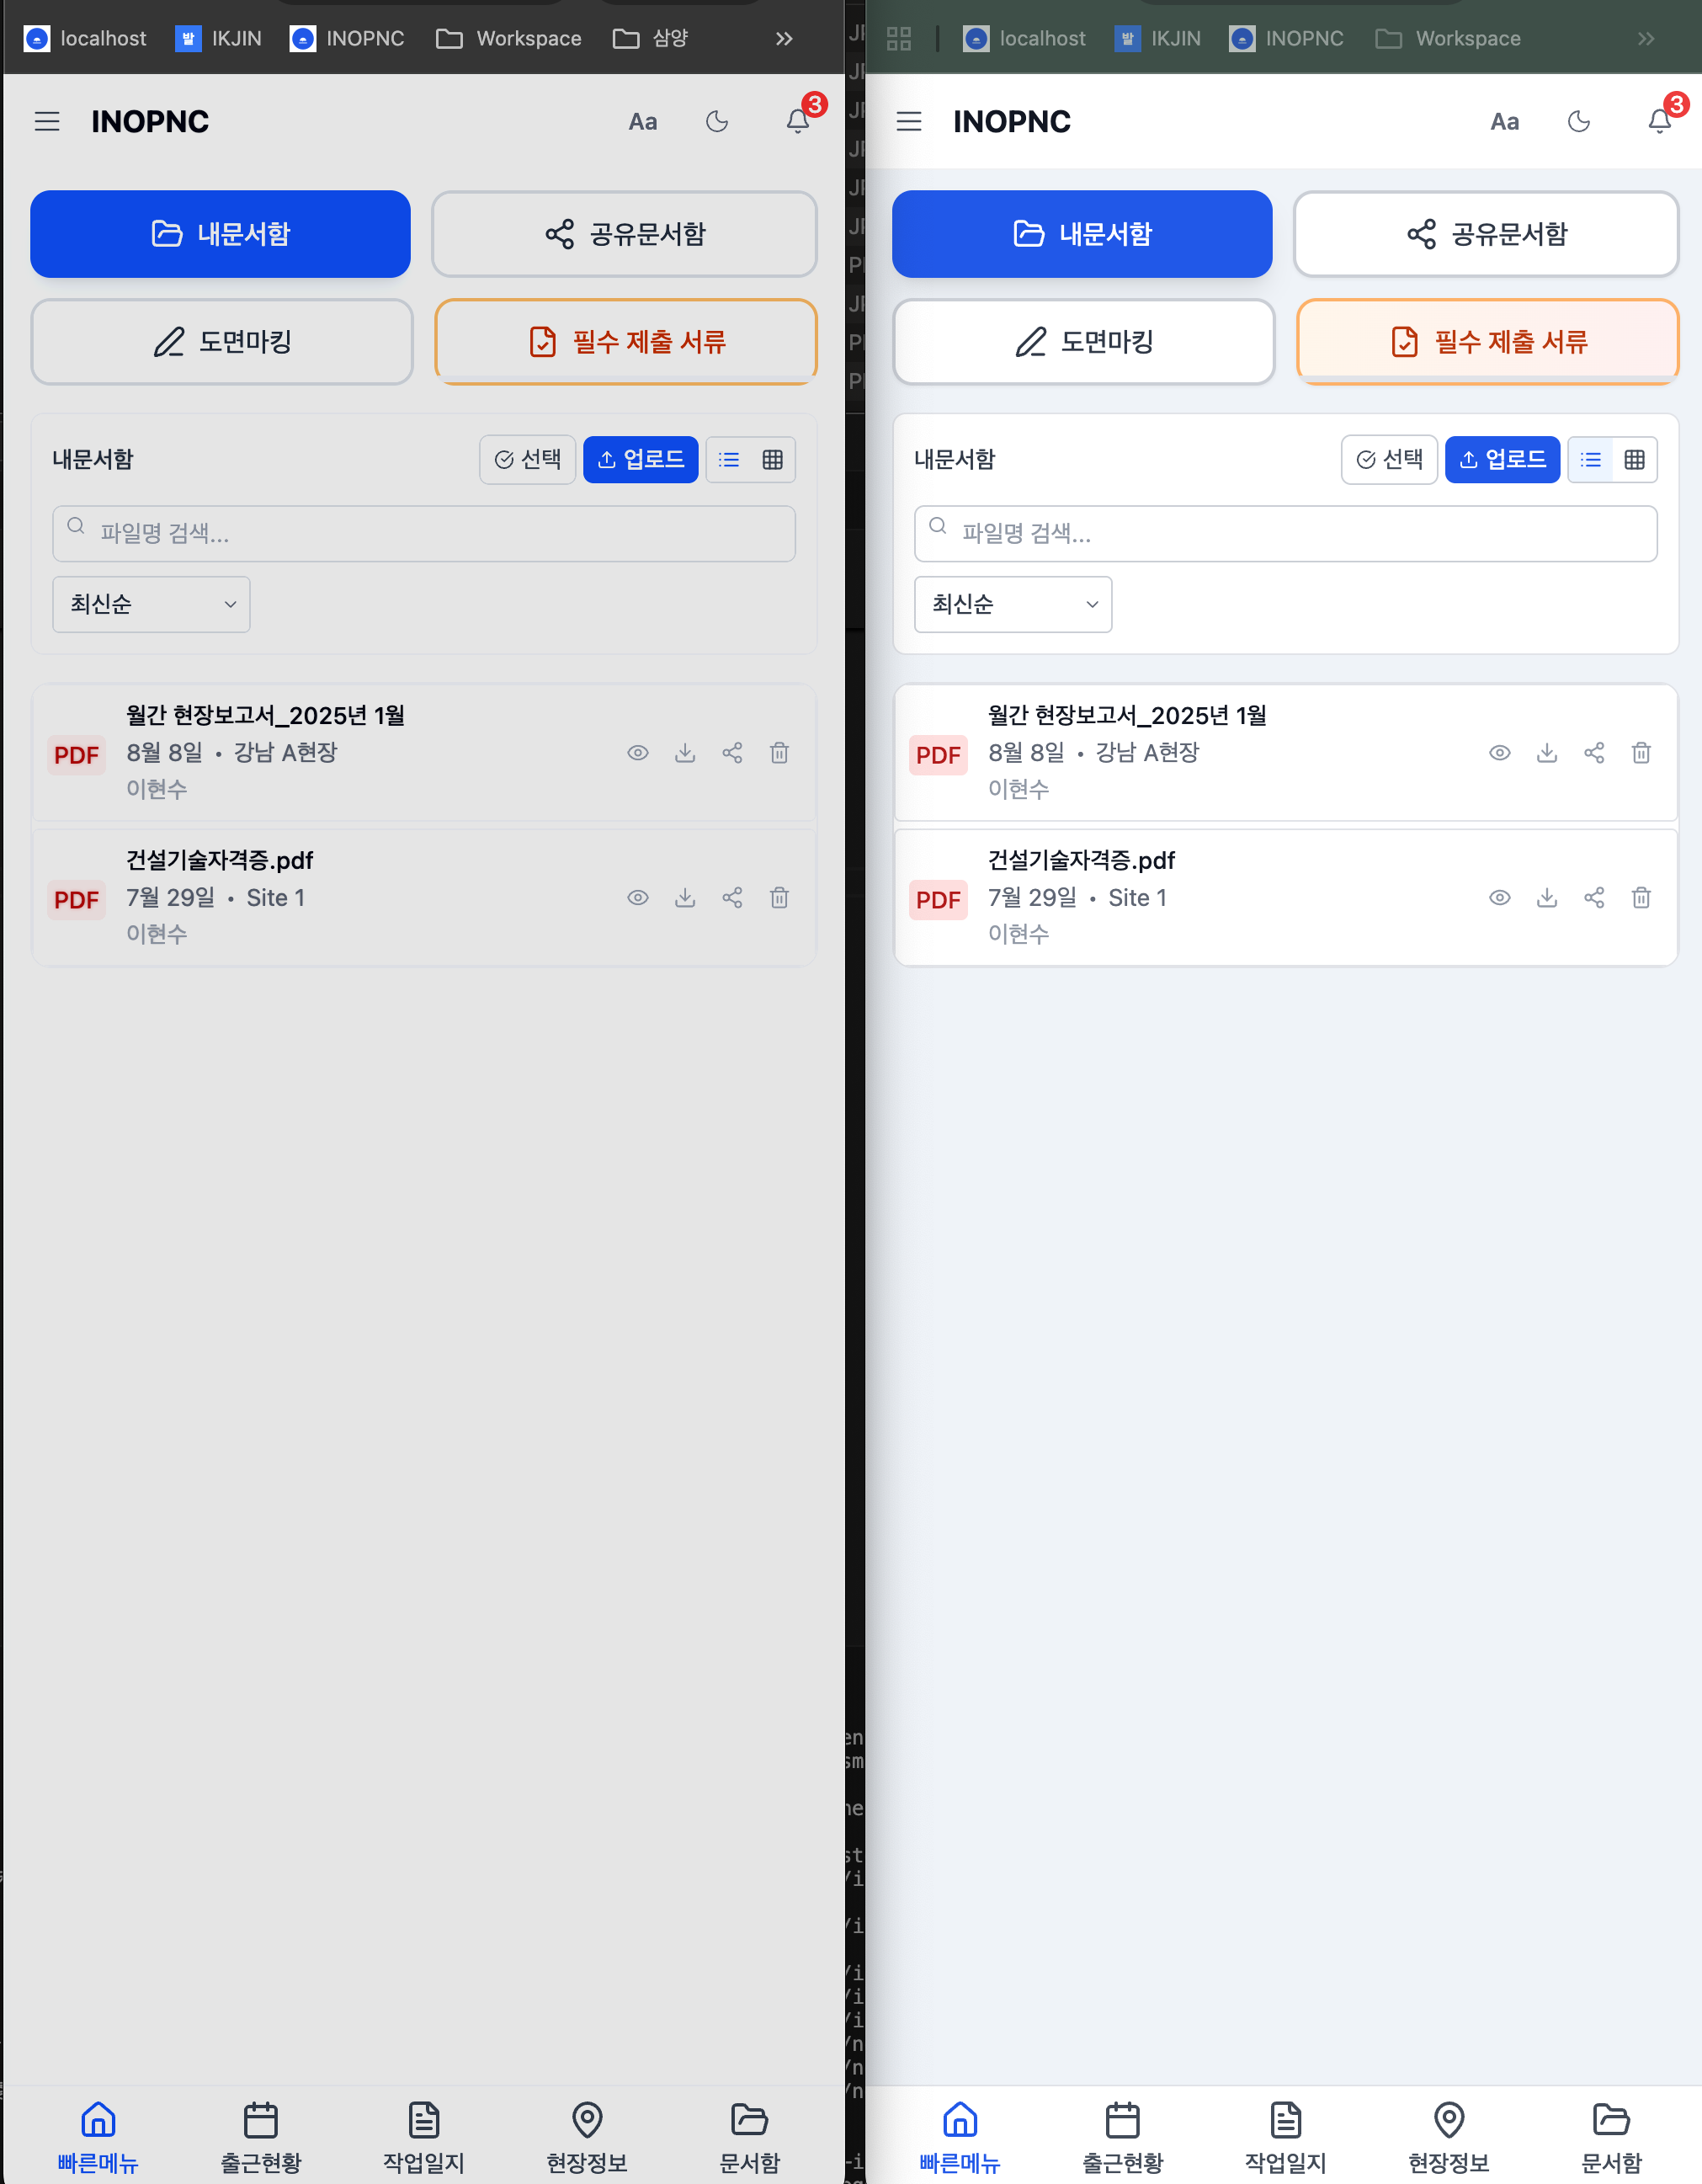 localhost 발 IKJIN INOPNC Workspace 삼양
INOPNC Aa 3
내문서함 공유문서함
도면마킹 필수 제출 서류
내문서함 선택 업로드
파일명 검색...
최신순
월간 현장보고서_2025년 1월
PDF 8월 8일 • 강남 A현장
이현수
건설기술자격증.pdf
PDF 7월 29일 • Site 1
이현수
빠른메뉴 출근현황 작업일지 현장정보 문서함
localhost 발 IKJIN INOPNC Workspace
INOPNC Aa 3
내문서함 공유문서함
도면마킹 필수 제출 서류
내문서함 선택 업로드
파일명 검색...
최신순
월간 현장보고서_2025년 1월
PDF 8월 8일 • 강남 A현장
이현수
건설기술자격증.pdf
PDF 7월 29일 • Site 1
이현수
빠른메뉴 출근현황 작업일지 현장정보 문서함